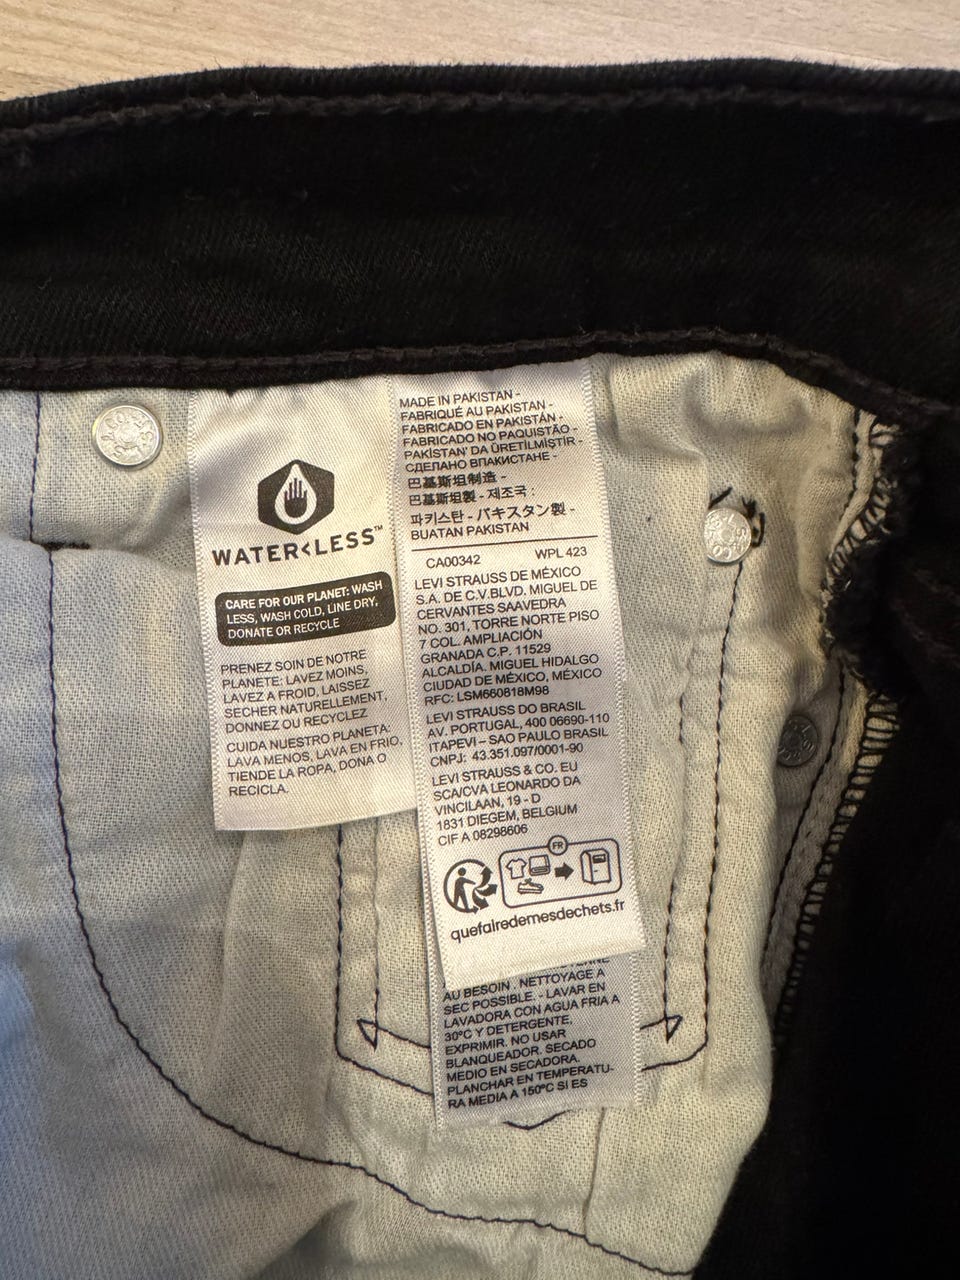 WATER<LESS™
CARE FOR OUR PLANET: WASH
LESS, WASH COLD, LINE DRY,
DONATE OR RECYCLE
PRENEZ SOIN DE NOTRE
PLANETE: LAVEZ MOINS,
LAVEZ A FROID, LAISSEZ
SECHER NATURELLEMENT,
DONNEZ OU RECYCLEZ
CUIDA NUESTRO PLANETA:
LAVA MENOS, LAVA EN FRIO,
TIENDE LA ROPA, DONA O
RECICLA.
MADE IN PAKISTAN -
FABRIQUÉ AU PAKISTAN -
FABRICADO EN PAKISTÁN -
FABRICADO NO PAQUISTÃO -
PAKİSTAN' DA ÜRETİLMİŞTİR -
СДЕЛАНО ВПАКИСТАНЕ -
巴基斯坦制造 -
巴基斯坦製 - 제조국 :
파키스탄 - パキスタン製 -
BUATAN PAKISTAN
CA00342 WPL 423
LEVI STRAUSS DE MÉXICO
S.A. DE C.V.BLVD. MIGUEL DE
CERVANTES SAAVEDRA
NO. 301, TORRE NORTE PISO
7 COL. AMPLIACIÓN
GRANADA C.P. 11529
ALCALDÍA. MIGUEL HIDALGO
CIUDAD DE MÉXICO, MÉXICO
RFC: LSM660818M98
LEVI STRAUSS DO BRASIL
AV. PORTUGAL, 400 06690-110
ITAPEVI – SAO PAULO BRASIL
CNPJ: 43.351.097/0001-90
LEVI STRAUSS & CO. EU
SCA/CVA LEONARDO DA
VINCILAAN, 19 - D
1831 DIEGEM, BELGIUM
CIF A 08298606
FR
quefairedemesdechets.fr
AU BESOIN . NETTOYAGE A
SEC POSSIBLE. - LAVAR EN
LAVADORA CON AGUA FRIA A
30ºC Y DETERGENTE.
EXPRIMIR. NO USAR
BLANQUEADOR. SECADO
MEDIO EN SECADORA.
PLANCHAR EN TEMPERATU-
RA MEDIA A 150ºC SI ES